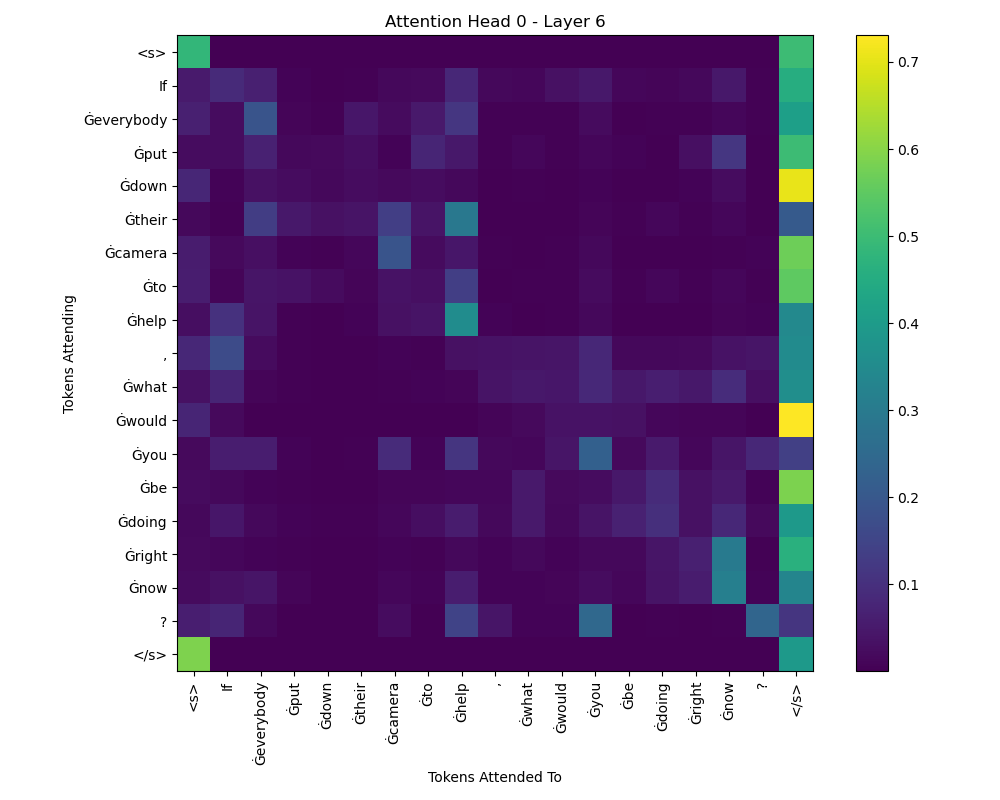 Attention Head 0 - Layer 6
<s>
If
Ġeverybody
Ġput
Ġdown
Ġtheir
Ġcamera
Ġto
Ġhelp
,
Ġwhat
Ġwould
Ġyou
Ġbe
Ġdoing
Ġright
Ġnow
?
</s>
Tokens Attending
<s>
If
Ġeverybody
Ġput
Ġdown
Ġtheir
Ġcamera
Ġto
Ġhelp
,
Ġwhat
Ġwould
Ġyou
Ġbe
Ġdoing
Ġright
Ġnow
?
</s>
Tokens Attended To
0.7
0.6
0.5
0.4
0.3
0.2
0.1